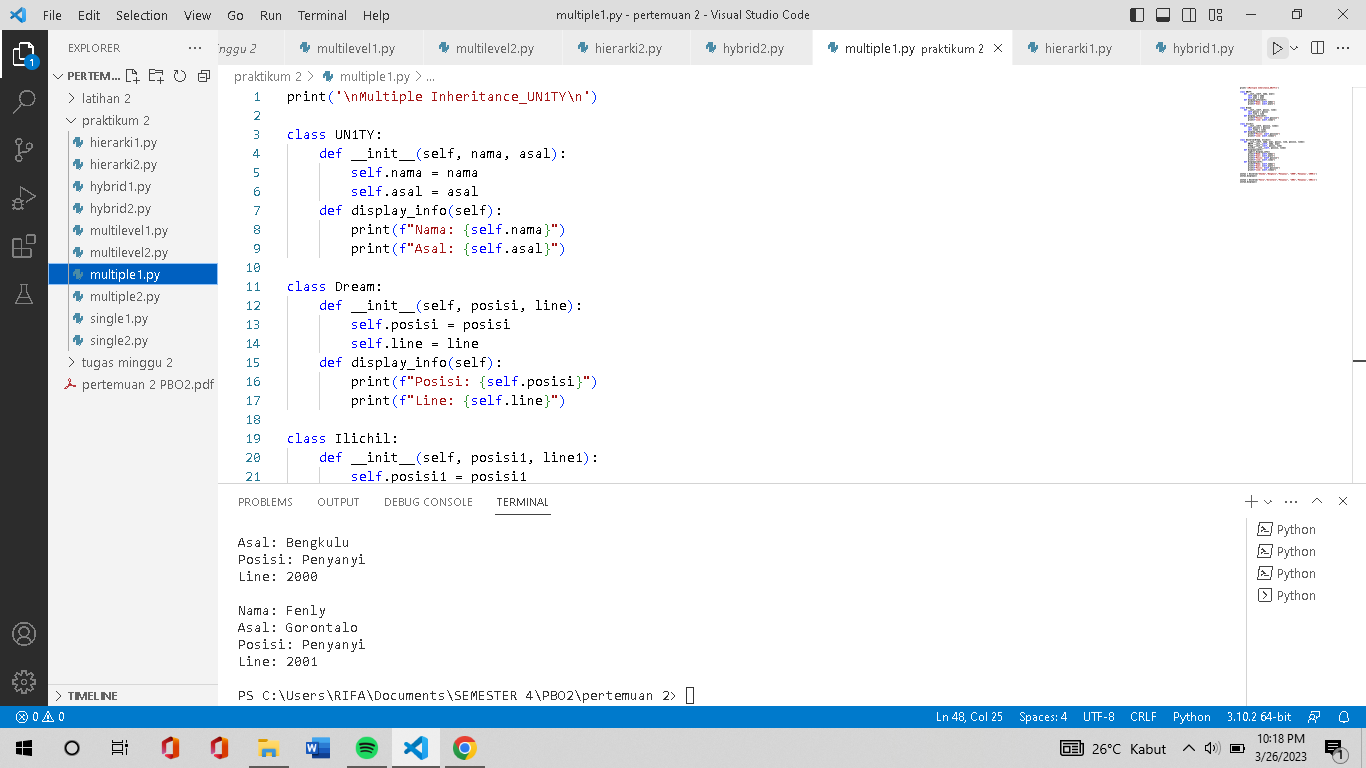 File Edit Selection View Go Run Terminal Help
multiple1.py - pertemuan 2 - Visual Studio Code
EXPLORER
nggu 2
multilevel1.py
multilevel2.py
hierarki2.py
hybrid2.py
multiple1.py praktikum 2
hierarki1.py
hybrid1.py
1
PERTEM...
latihan 2
praktikum 2
hierarki1.py
hierarki2.py
hybrid1.py
hybrid2.py
multilevel1.py
multilevel2.py
multiple1.py
multiple2.py
single1.py
single2.py
tugas minggu 2
pertemuan 2 PBO2.pdf
TIMELINE
praktikum 2 > multiple1.py > ...
1 print('\nMultiple Inheritance_UN1TY\n')
2
3 class UN1TY:
4 def __init__(self, nama, asal):
5 self.nama = nama
6 self.asal = asal
7 def display_info(self):
8 print(f"Nama: {self.nama}")
9 print(f"Asal: {self.asal}")
10
11 class Dream:
12 def __init__(self, posisi, line):
13 self.posisi = posisi
14 self.line = line
15 def display_info(self):
16 print(f"Posisi: {self.posisi}")
17 print(f"Line: {self.line}")
18
19 class Ilichil:
20 def __init__(self, posisi1, line1):
21 self.posisi1 = posisi1
PROBLEMS OUTPUT DEBUG CONSOLE TERMINAL
Asal: Bengkulu
Posisi: Penyanyi
Line: 2000
Nama: Fenly
Asal: Gorontalo
Posisi: Penyanyi
Line: 2001
PS C:\Users\RIFA\Documents\SEMESTER 4\PBO2\pertemuan 2>
Python
Python
Python
Python
0 0
Ln 48, Col 25 Spaces: 4 UTF-8 CRLF Python 3.10.2 64-bit
26°C Kabut
10:18 PM
3/26/2023
1